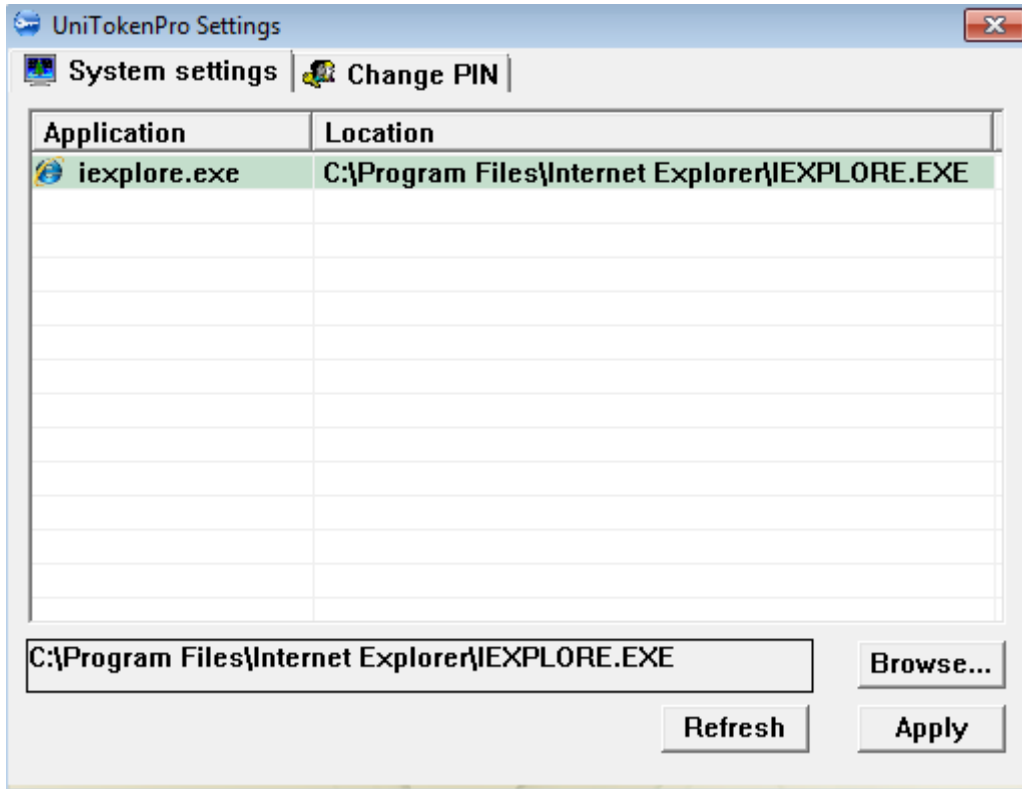 UniTokenPro Settings
System settings Change PIN
Application Location
iexplore.exe C:\Program Files\Internet Explorer\IEXPLORE.EXE
C:\Program Files\Internet Explorer\IEXPLORE.EXE
Browse...
Refresh Apply